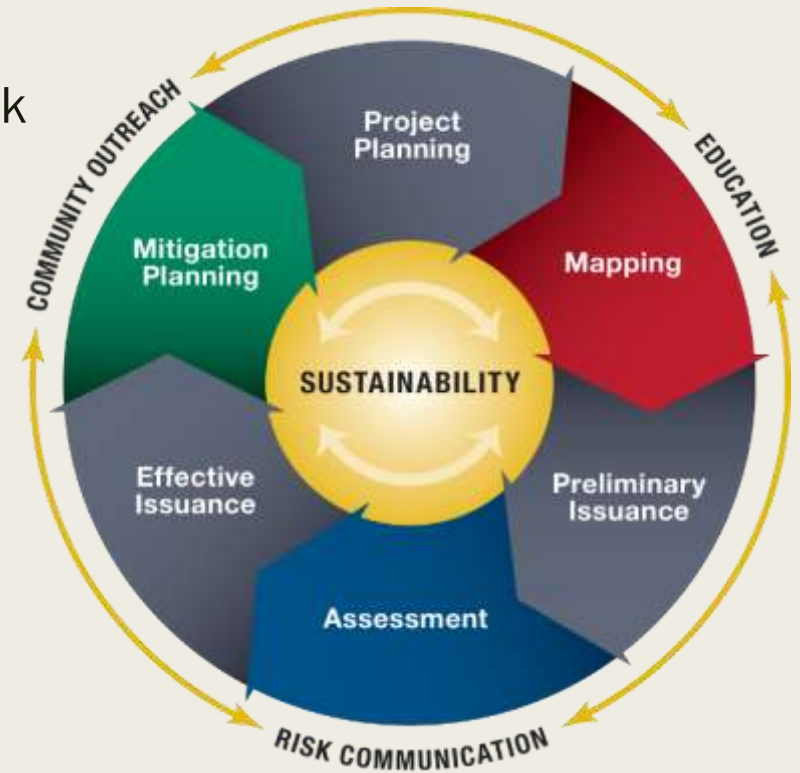 k
COMMUNITY OUTREACH
EDUCATION
Project
Planning
Mitigation
Planning
Mapping
SUSTAINABILITY
Effective
Issuance
Preliminary
Issuance
Assessment
RISK COMMUNICATION